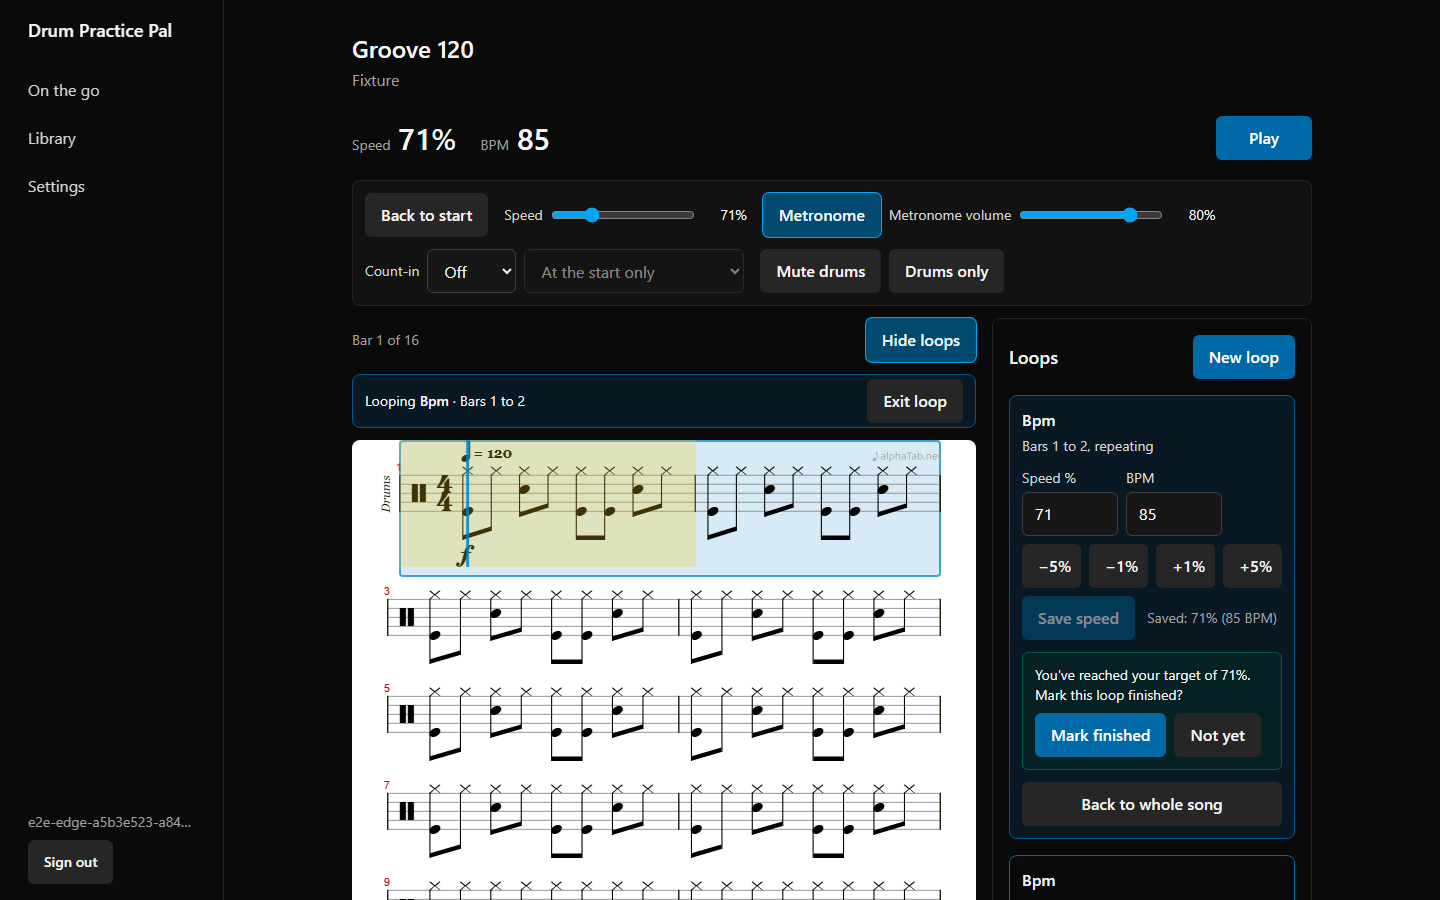 Drum Practice Pal
On the go
Library
Settings
e2e-edge-a5b3e523-a84...
Sign out
Groove 120
Fixture
Speed 71% BPM 85
Play
Back to start Speed 71% Metronome Metronome volume 80%
Count-in Off At the start only Mute drums Drums only
Bar 1 of 16
Hide loops
Looping Bpm · Bars 1 to 2
Exit loop
= 120
alphaTab.net
1
Drums
4
4
f
3
5
7
9
Loops
New loop
Bpm
Bars 1 to 2, repeating
Speed % BPM
71 85
−5% −1% +1% +5%
Save speed Saved: 71% (85 BPM)
You've reached your target of 71%.
Mark this loop finished?
Mark finished Not yet
Back to whole song
Bpm